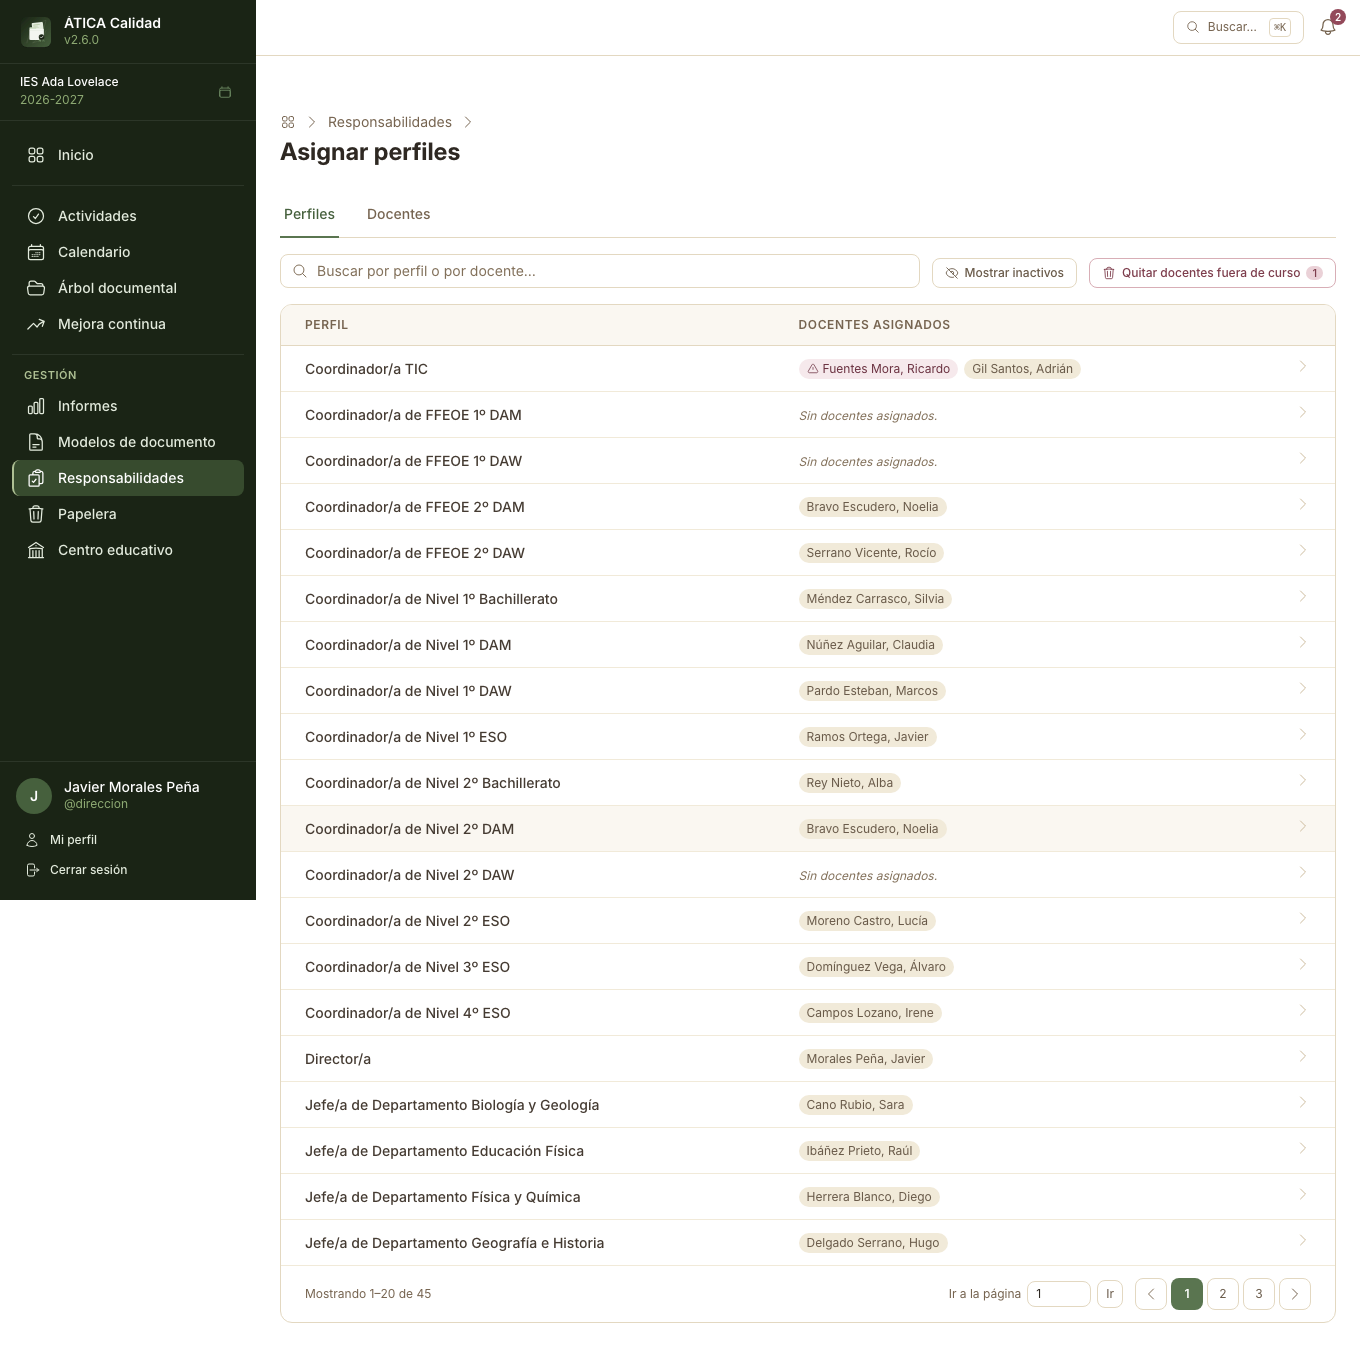 ÁTICA Calidad
v2.6.0
IES Ada Lovelace
2026-2027
Inicio
Actividades
Calendario
Árbol documental
Mejora continua
GESTIÓN
Informes
Modelos de documento
Responsabilidades
Papelera
Centro educativo
J
Javier Morales Peña
@direccion
Mi perfil
Cerrar sesión
Buscar... ⌘K
2
Responsabilidades
Asignar perfiles
Perfiles Docentes
Buscar por perfil o por docente...
Mostrar inactivos
Quitar docentes fuera de curso 1
PERFIL DOCENTES ASIGNADOS
Coordinador/a TIC Fuentes Mora, Ricardo Gil Santos, Adrián
Coordinador/a de FFEOE 1º DAM Sin docentes asignados.
Coordinador/a de FFEOE 1º DAW Sin docentes asignados.
Coordinador/a de FFEOE 2º DAM Bravo Escudero, Noelia
Coordinador/a de FFEOE 2º DAW Serrano Vicente, Rocío
Coordinador/a de Nivel 1º Bachillerato Méndez Carrasco, Silvia
Coordinador/a de Nivel 1º DAM Núñez Aguilar, Claudia
Coordinador/a de Nivel 1º DAW Pardo Esteban, Marcos
Coordinador/a de Nivel 1º ESO Ramos Ortega, Javier
Coordinador/a de Nivel 2º Bachillerato Rey Nieto, Alba
Coordinador/a de Nivel 2º DAM Bravo Escudero, Noelia
Coordinador/a de Nivel 2º DAW Sin docentes asignados.
Coordinador/a de Nivel 2º ESO Moreno Castro, Lucía
Coordinador/a de Nivel 3º ESO Domínguez Vega, Álvaro
Coordinador/a de Nivel 4º ESO Campos Lozano, Irene
Director/a Morales Peña, Javier
Jefe/a de Departamento Biología y Geología Cano Rubio, Sara
Jefe/a de Departamento Educación Física Ibáñez Prieto, Raúl
Jefe/a de Departamento Física y Química Herrera Blanco, Diego
Jefe/a de Departamento Geografía e Historia Delgado Serrano, Hugo
Mostrando 1–20 de 45 Ir a la página 1 Ir 1 2 3